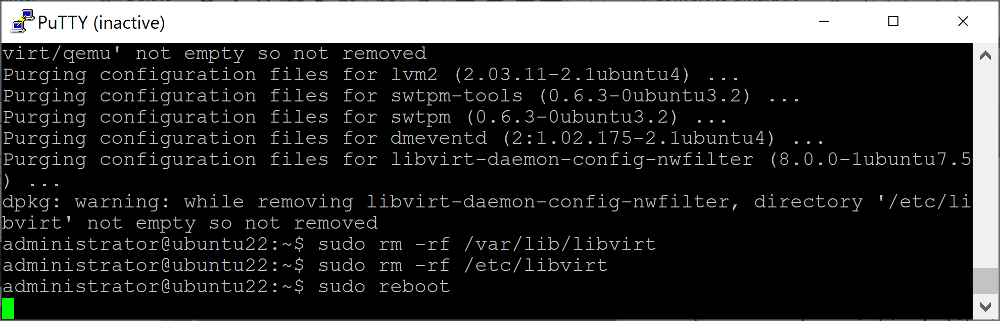 PuTTY (inactive)
virt/qemu' not empty so not removed
Purging configuration files for lvm2 (2.03.11-2.1ubuntu4) ...
Purging configuration files for swtpm-tools (0.6.3-0ubuntu3.2) ...
Purging configuration files for swtpm (0.6.3-0ubuntu3.2) ...
Purging configuration files for dmeventd (2:1.02.175-2.1ubuntu4) ...
Purging configuration files for libvirt-daemon-config-nwfilter (8.0.0-1ubuntu7.5
) ...
dpkg: warning: while removing libvirt-daemon-config-nwfilter, directory '/etc/li
bvirt' not empty so not removed
administrator@ubuntu22:~$ sudo rm -rf /var/lib/libvirt
administrator@ubuntu22:~$ sudo rm -rf /etc/libvirt
administrator@ubuntu22:~$ sudo reboot